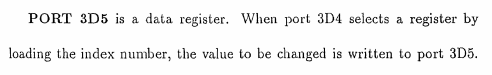 PORT 3D5 is a data register. When port 3D4 selects a register by
loading the index number, the value to be changed is written to port 3D5.